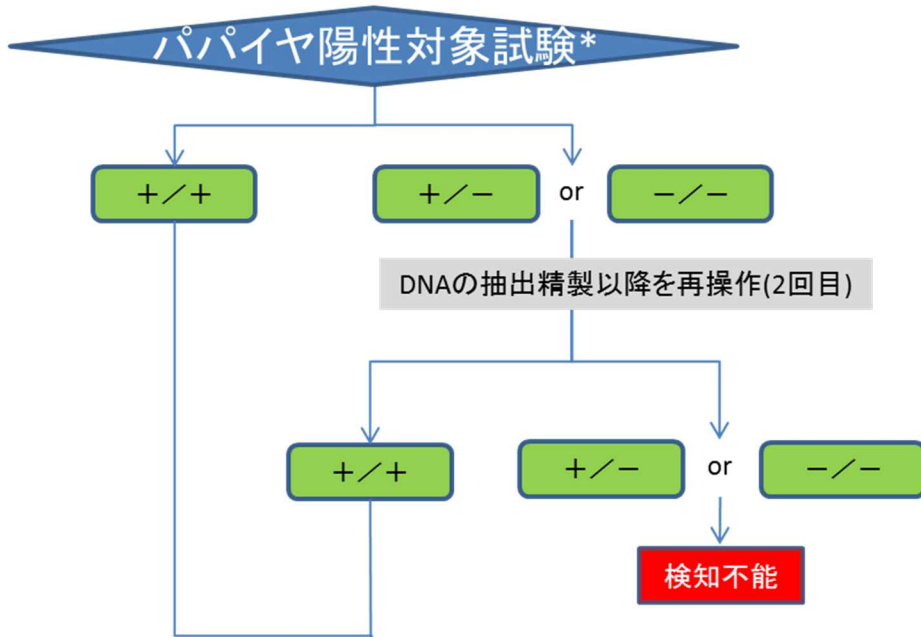 パパイヤ陽性対象試験*
+/+
+/-
or
-/-
DNAの抽出精製以降を再操作(2回目)
+/+
+/-
or
-/-
検知不能